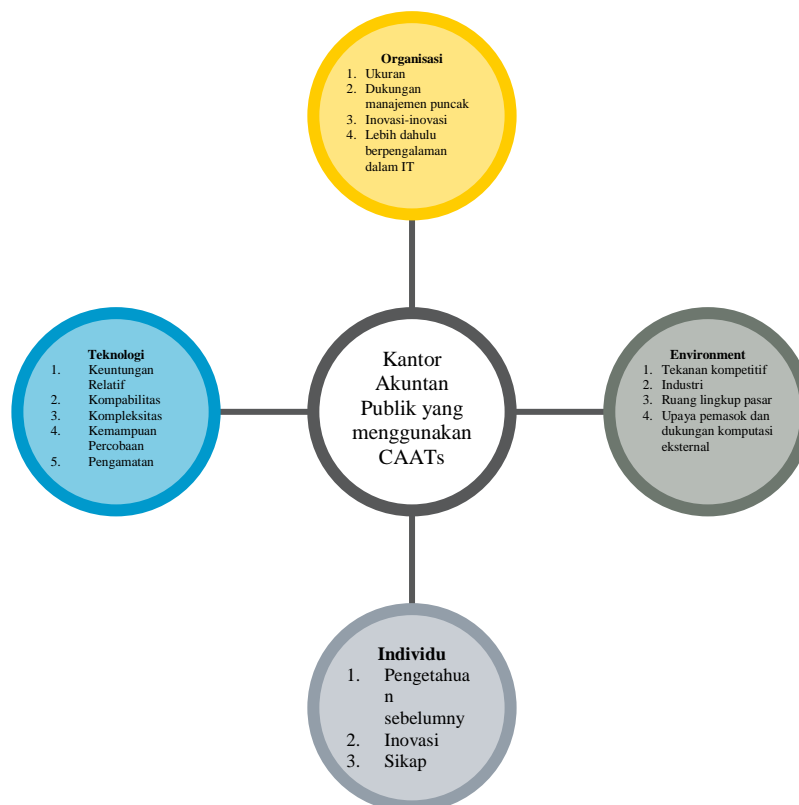 Organisasi
1. Ukuran
2. Dukungan
manajemen puncak
3. Inovasi-inovasi
4. Lebih dahulu
berpengalaman
dalam IT
Teknologi
1. Keuntungan
Relatif
2. Kompabilitas
3. Kompleksitas
4. Kemampuan
Percobaan
5. Pengamatan
Kantor
Akuntan
Publik yang
menggunakan
CAATs
Environment
1. Tekanan kompetitif
2. Industri
3. Ruang lingkup pasar
4. Upaya pemasok dan
dukungan komputasi
eksternal
Individu
1. Pengetahua
n
sebelumny
2. Inovasi
3. Sikap